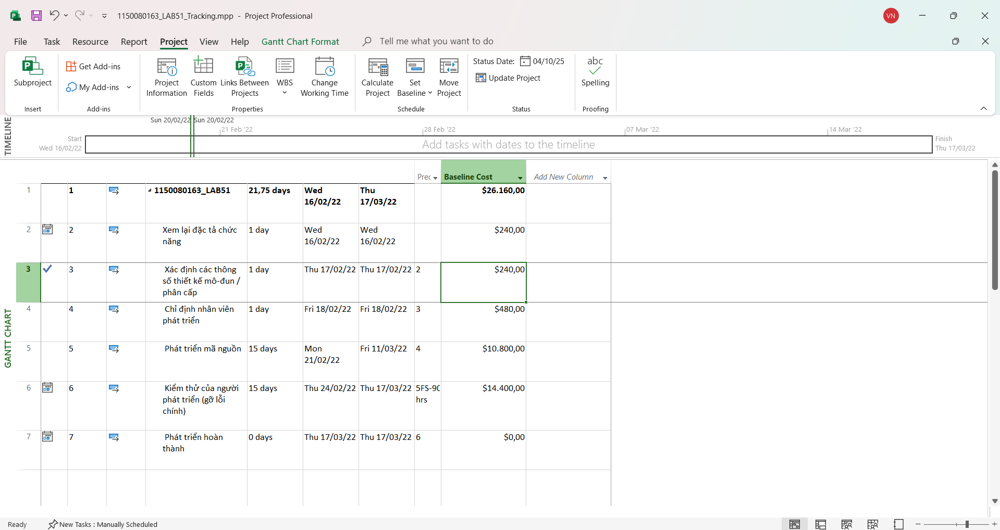 1150080163_LAB51_Tracking.mpp - Project Professional
VN
File Task Resource Report Project View Help Gantt Chart Format Tell me what you want to do
Subproject
Insert
Get Add-ins
My Add-ins
Add-ins
Project Information
Custom Fields
Links Between Projects
WBS
Change Working Time
Properties
Calculate Project
Set Baseline
Move Project
Schedule
Status Date: 04/10/25
Update Project
Status
abc
Spelling
Proofing
TIMELINE
Sun 20/02/22 Sun 20/02/22
21 Feb '22 28 Feb '22 07 Mar '22 14 Mar '22
Start
Wed 16/02/22
Add tasks with dates to the timeline
Finish
Thu 17/03/22
GANTT CHART
Prec Baseline Cost Add New Column
1 1 1150080163_LAB51 21,75 days Wed 16/02/22 Thu 17/03/22 $26.160,00
2 2 Xem lại đặc tả chức năng 1 day Wed 16/02/22 Wed 16/02/22 $240,00
3 3 Xác định các thông số thiết kế mô-đun / phân cấp 1 day Thu 17/02/22 Thu 17/02/22 2 $240,00
4 4 Chỉ định nhân viên phát triển 1 day Fri 18/02/22 Fri 18/02/22 3 $480,00
5 5 Phát triển mã nguồn 15 days Mon 21/02/22 Fri 11/03/22 4 $10.800,00
6 6 Kiểm thử của người phát triển (gỡ lỗi chính) 15 days Thu 24/02/22 Thu 17/03/22 5FS-90 hrs $14.400,00
7 7 Phát triển hoàn thành 0 days Thu 17/03/22 Thu 17/03/22 6 $0,00
Ready New Tasks : Manually Scheduled